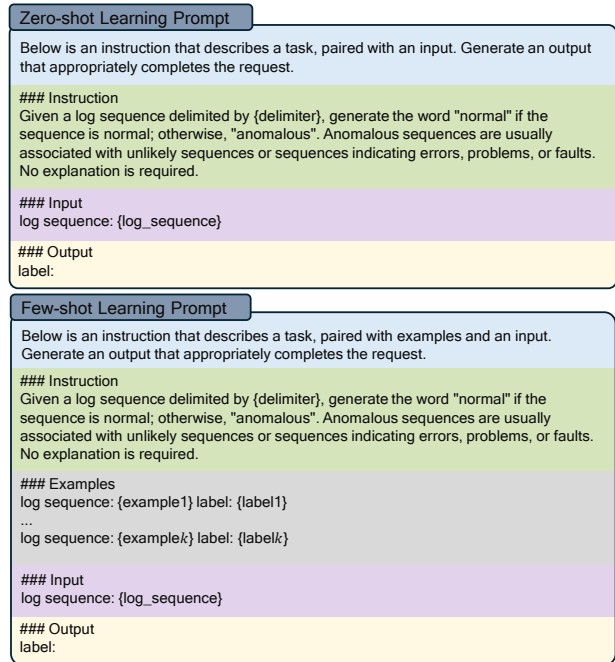 Zero-shot Learning Prompt
Below is an instruction that describes a task, paired with an input. Generate an output
that appropriately completes the request.
### Instruction
Given a log sequence delimited by {delimiter}, generate the word "normal" if the
sequence is normal; otherwise, "anomalous". Anomalous sequences are usually
associated with unlikely sequences or sequences indicating errors, problems, or faults.
No explanation is required.
### Input
log sequence: {log_sequence}
### Output
label:
Few-shot Learning Prompt
Below is an instruction that describes a task, paired with examples and an input.
Generate an output that appropriately completes the request.
### Instruction
Given a log sequence delimited by {delimiter}, generate the word "normal" if the
sequence is normal; otherwise, "anomalous". Anomalous sequences are usually
associated with unlikely sequences or sequences indicating errors, problems, or faults.
No explanation is required.
### Examples
log sequence: {example1} label: {label1}
...
log sequence: {example𝑘} label: {label𝑘}
### Input
log sequence: {log_sequence}
### Output
label: